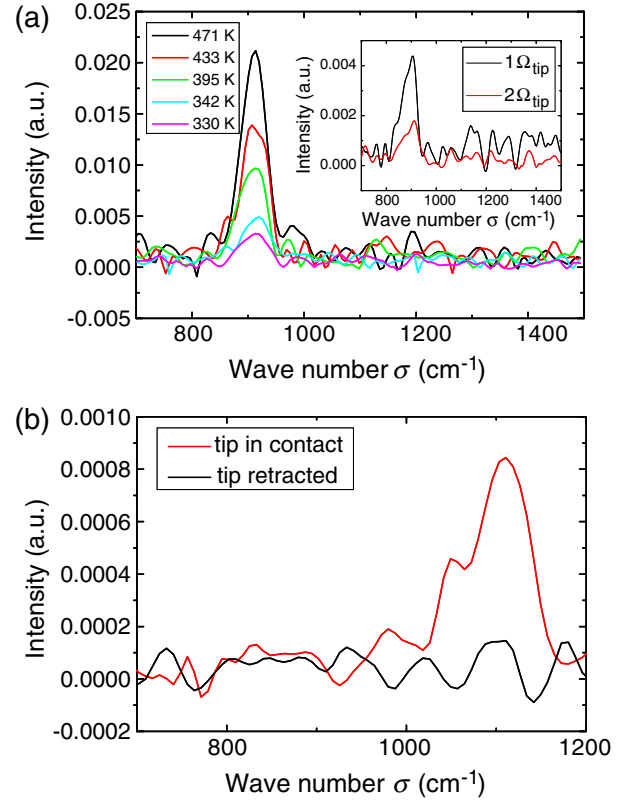 (a)
Intensity (a.u.)
0.025
0.020
0.015
0.010
0.005
0.000
-0.005
471 K
433 K
395 K
342 K
330 K
Intensity (a.u.)
0.004
0.002
0.000
1Ωtip
2Ωtip
800 1000 1200 1400
Wave number σ (cm-1)
800 1000 1200 1400
Wave number σ (cm-1)
(b)
Intensity (a.u.)
0.0010
0.0008
0.0006
0.0004
0.0002
0.0000
-0.0002
tip in contact
tip retracted
800 1000 1200
Wave number σ (cm-1)